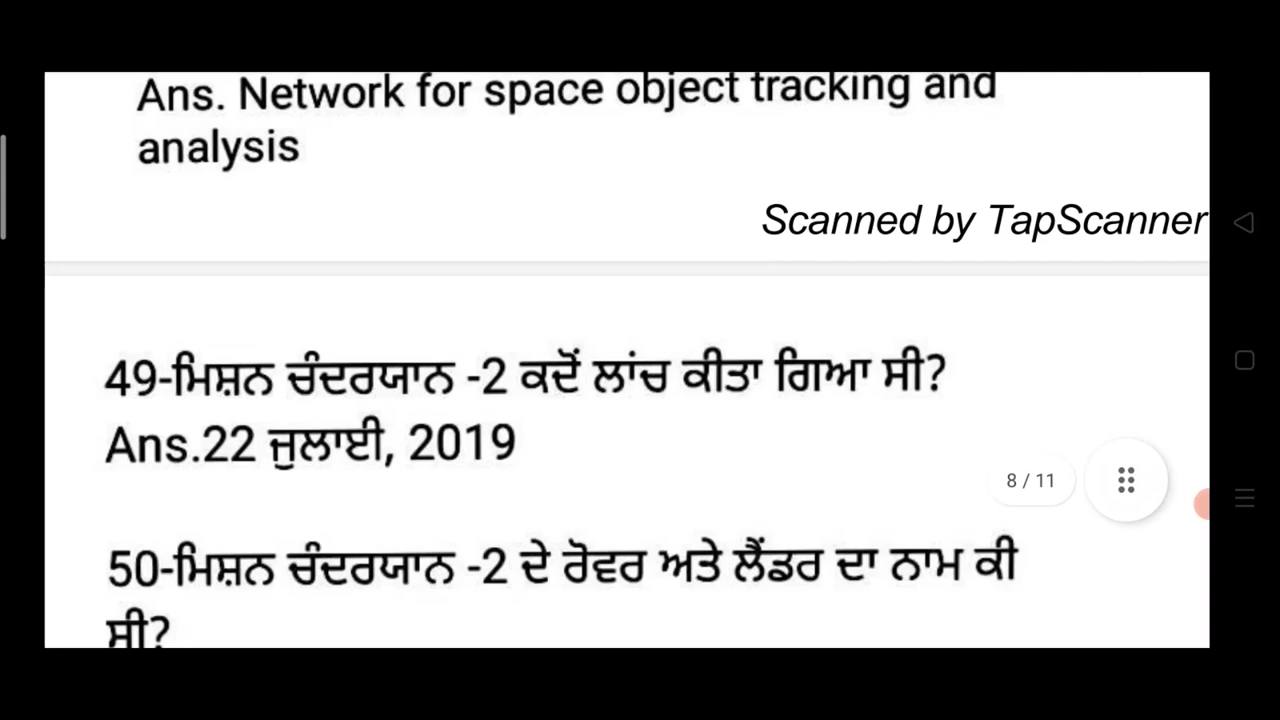 Ans. Network for space object tracking and
analysis
Scanned by TapScanner
49-ਮਿਸ਼ਨ ਚੰਦਰਯਾਨ -2 ਕਦੋਂ ਲਾਂਚ ਕੀਤਾ ਗਿਆ ਸੀ?
Ans.22 ਜੁਲਾਈ, 2019
8 / 11
50-ਮਿਸ਼ਨ ਚੰਦਰਯਾਨ -2 ਦੇ ਰੋਵਰ ਅਤੇ ਲੈਂਡਰ ਦਾ ਨਾਮ ਕੀ
ਸੀ?